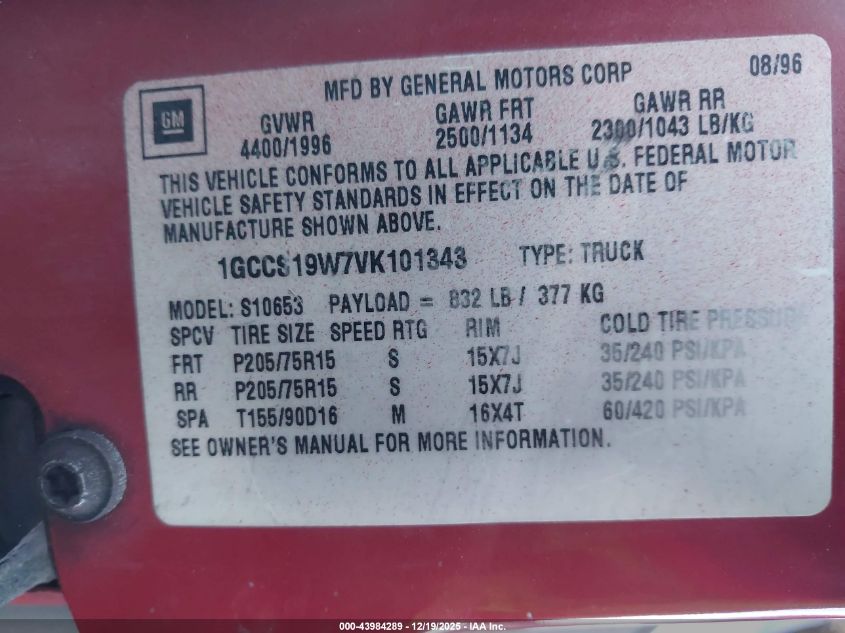 MFD BY GENERAL MOTORS CORP 08/96
GM
GVWR GAWR FRT GAWR RR
4400/1996 2500/1134 2300/1043 LB/KG
THIS VEHICLE CONFORMS TO ALL APPLICABLE U.S. FEDERAL MOTOR
VEHICLE SAFETY STANDARDS IN EFFECT ON THE DATE OF
MANUFACTURE SHOWN ABOVE.
1GCCS19W7VK101343 TYPE: TRUCK
MODEL: S10653 PAYLOAD = 832 LB/ 377 KG
SPCV TIRE SIZE SPEED RTG RIM COLD TIRE PRESSURE
FRT P205/75R15 S 15X7J 35/240 PSI/KPA
RR P205/75R15 S 15X7J 35/240 PSI/KPA
SPA T155/90D16 M 16X4T 60/420 PSI/KPA
SEE OWNER'S MANUAL FOR MORE INFORMATION.
000-43984289 - 12/19/2025 - IAA Inc.